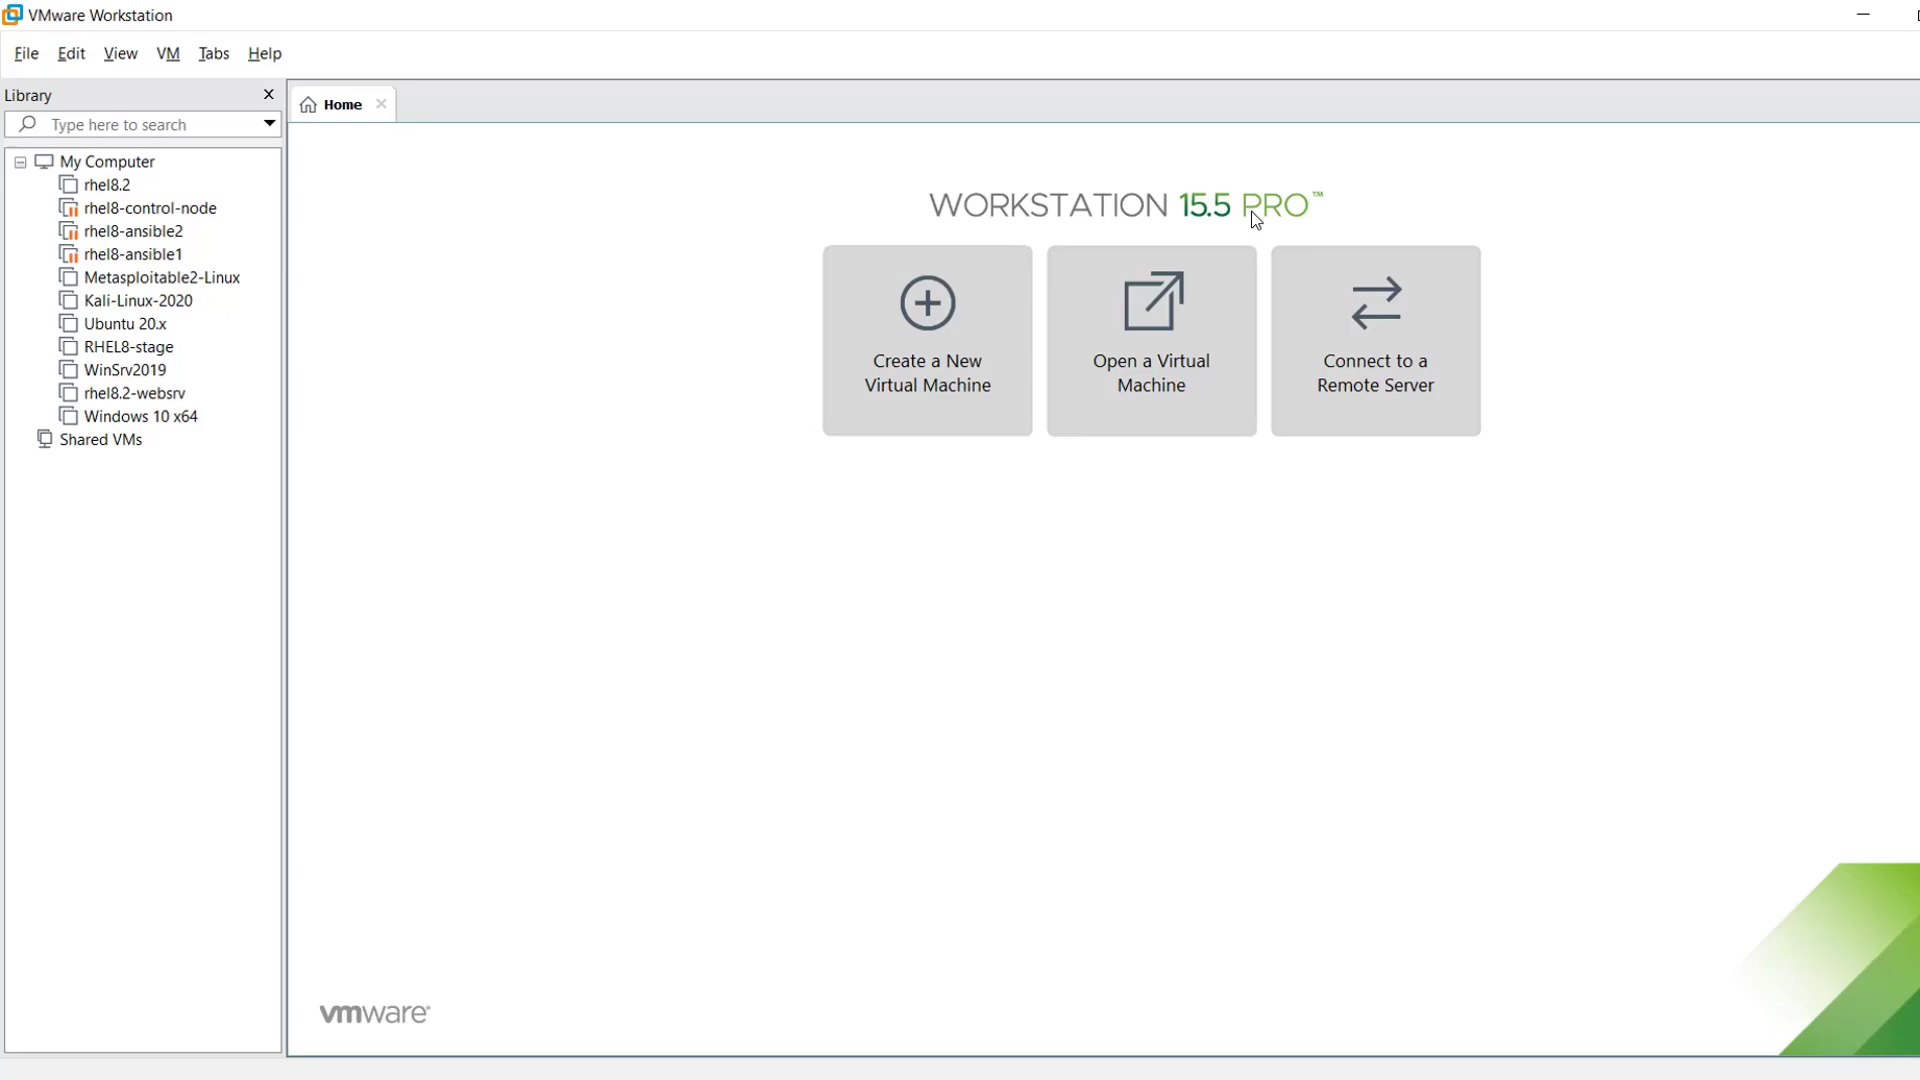 VMware Workstation
File Edit View VM Tabs Help
Library
Type here to search
My Computer
rhel8.2
rhel8-control-node
rhel8-ansible2
rhel8-ansible1
Metasploitable2-Linux
Kali-Linux-2020
Ubuntu 20.x
RHEL8-stage
WinSrv2019
rhel8.2-websrv
Windows 10 x64
Shared VMs
Home
WORKSTATION 15.5 PRO™
Create a New
Virtual Machine
Open a Virtual
Machine
Connect to a
Remote Server
vmware®